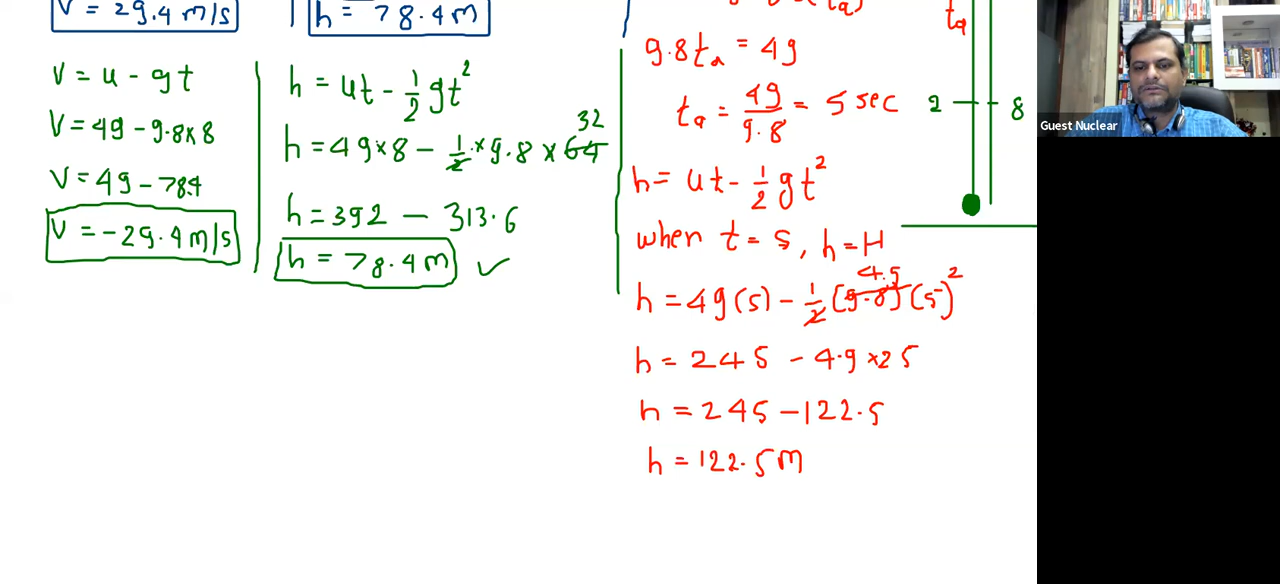 V = 29.4 m/s
h = 78.4 m
V = u - gt
V = 49 - 9.8 × 8
V = 49 - 78.4
V = -29.4 m/s
h = ut - 1/2 gt²
32
h = 49 × 8 - 1/2 × 9.8 × 64
h = 392 - 313.6
h = 78.4 m ✓
9.8 ta = 49
ta = 49/9.8 = 5 sec
h = ut - 1/2 gt²
when t = 5, h = H
4.9
h = 49(5) - 1/2 (9.8) (5)²
h = 245 - 4.9 × 25
h = 245 - 122.5
h = 122.5 m
ta
2
8
Guest Nuclear